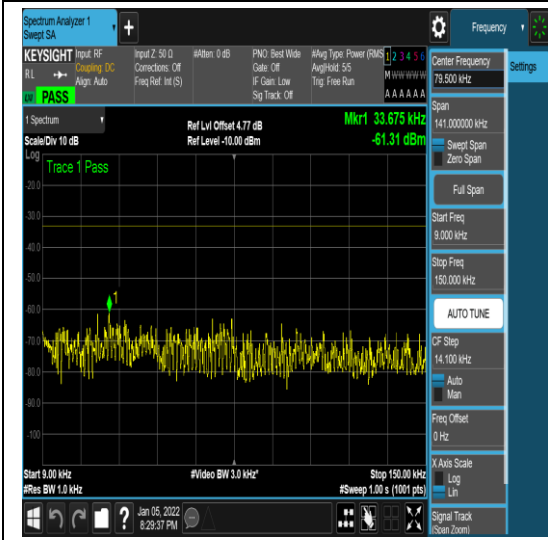 Spectrum Analyzer 1
Swept SA
Frequency
KEYSIGHT
Input: RF
Coupling: DC
Align: Auto
Input Z: 50 Ω
Corrections: Off
Freq Ref: Int (S)
#Atten: 0 dB
PNO: Best Wide
Gate: Off
IF Gain: Low
Sig Track: Off
#Avg Type: Power (RMS)
Avg|Hold: 5/5
Trig: Free Run
1 2 3 4 5 6
M W W W W W
A A A A A A
RL
PASS
1 Spectrum
Scale/Div 10 dB
Ref Lvl Offset 4.77 dB
Ref Level -10.00 dBm
Mkr1 33.675 kHz
-61.31 dBm
Log
Trace 1 Pass
-20.0
-30.0
-40.0
-50.0
-60.0
-70.0
-80.0
-90.0
-100
1
Start 9.00 kHz
#Res BW 1.0 kHz
#Video BW 3.0 kHz*
Stop 150.00 kHz
#Sweep 1.00 s (1001 pts)
Jan 05, 2022
8:29:37 PM
Center Frequency
79.500 kHz
Settings
Span
141.000000 kHz
Swept Span
Zero Span
Full Span
Start Freq
9.000 kHz
Stop Freq
150.000 kHz
AUTO TUNE
CF Step
14.100 kHz
Auto
Man
Freq Offset
0 Hz
X Axis Scale
Log
Lin
Signal Track
(Span Zoom)